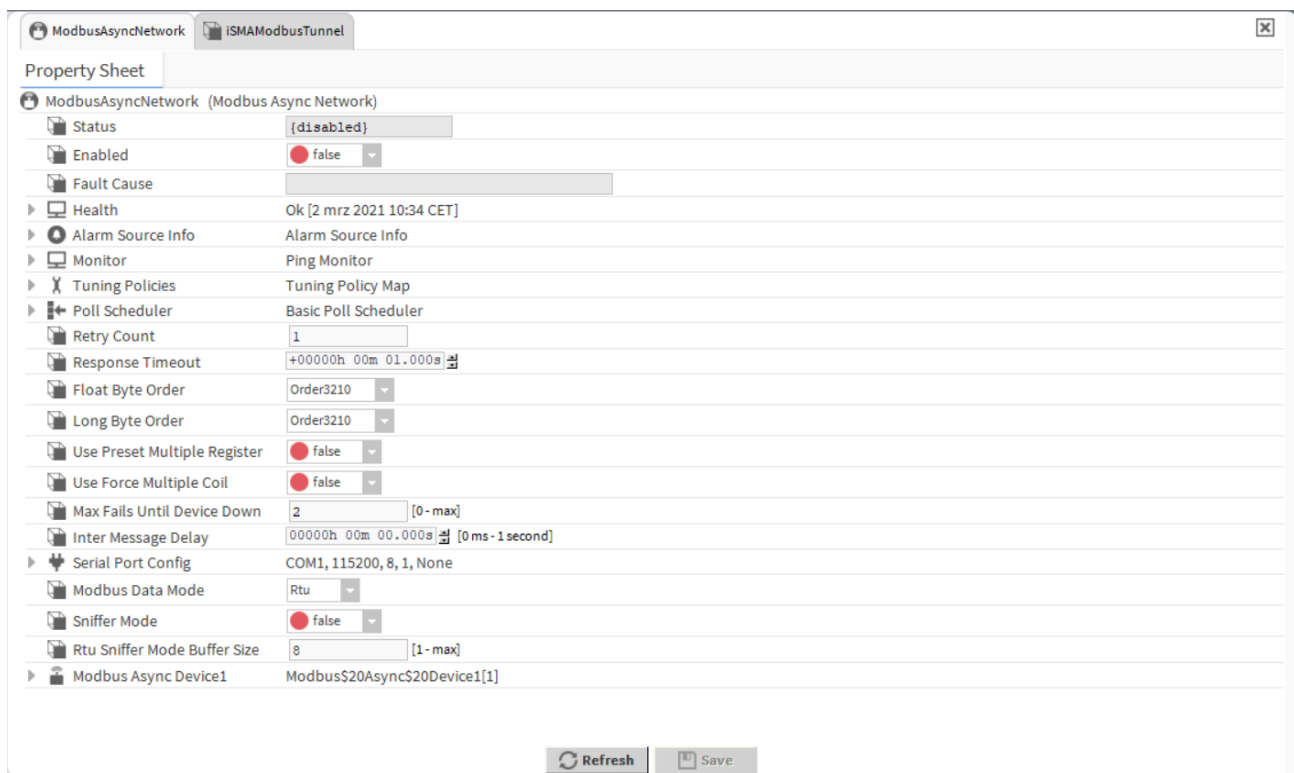 ModbusAsyncNetwork iSMAModbusTunnel
Property Sheet
ModbusAsyncNetwork (Modbus Async Network)
Status {disabled}
Enabled false
Fault Cause
Health Ok [2 mrz 2021 10:34 CET]
Alarm Source Info Alarm Source Info
Monitor Ping Monitor
Tuning Policies Tuning Policy Map
Poll Scheduler Basic Poll Scheduler
Retry Count 1
Response Timeout +00000h 00m 01.000s
Float Byte Order Order3210
Long Byte Order Order3210
Use Preset Multiple Register false
Use Force Multiple Coil false
Max Fails Until Device Down 2 [0 - max]
Inter Message Delay 00000h 00m 00.000s [0 ms - 1 second]
Serial Port Config COM1, 115200, 8, 1, None
Modbus Data Mode Rtu
Sniffer Mode false
Rtu Sniffer Mode Buffer Size 8 [1 - max]
Modbus Async Device1 Modbus$20Async$20Device1[1]
Refresh Save